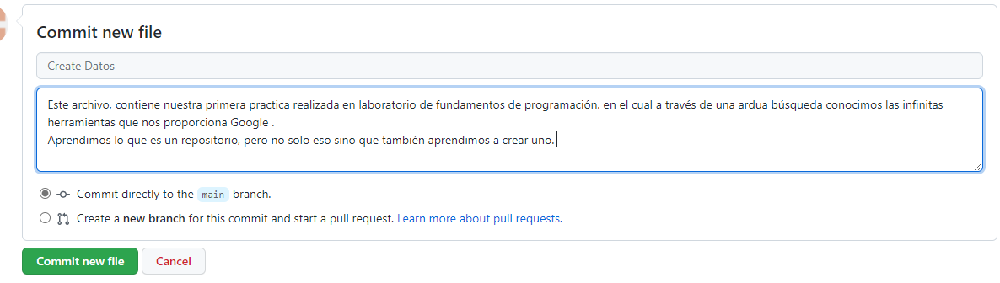 Commit new file
Create Datos
Este archivo, contiene nuestra primera practica realizada en laboratorio de fundamentos de programación, en el cual a través de una ardua búsqueda conocimos las infinitas
herramientas que nos proporciona Google .
Aprendimos lo que es un repositorio, pero no solo eso sino que también aprendimos a crear uno.
Commit directly to the main branch.
Create a new branch for this commit and start a pull request. Learn more about pull requests.
Commit new file Cancel